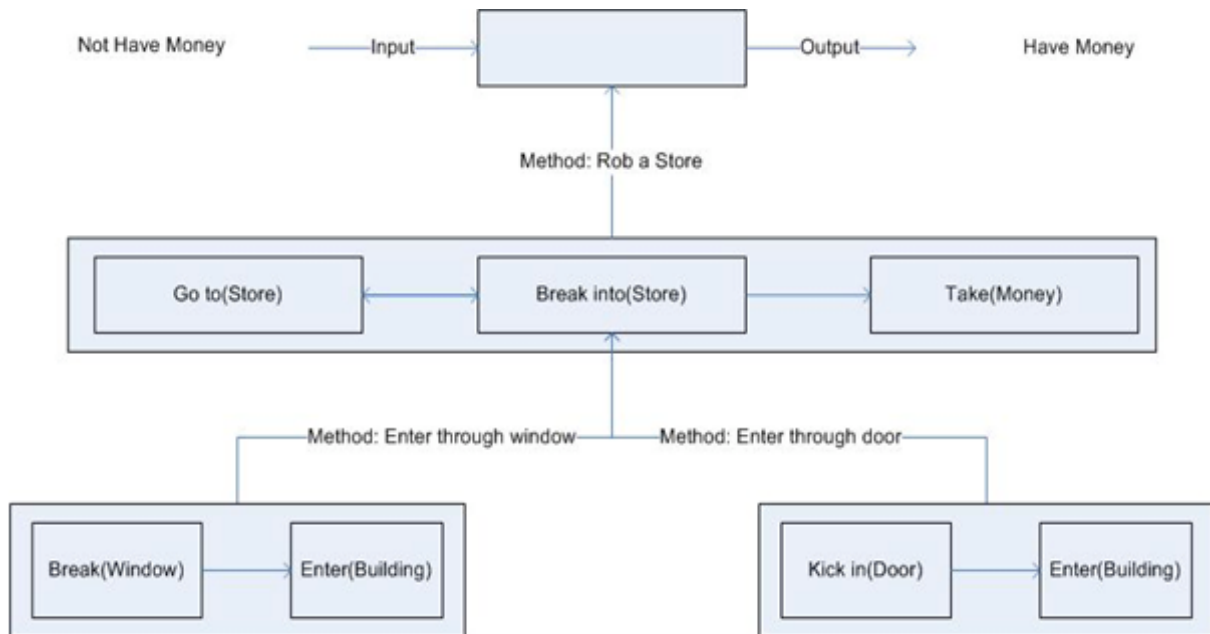 Not Have Money
Input
Output
Have Money
Method: Rob a Store
Go to(Store)
Break into(Store)
Take(Money)
Method: Enter through window
Method: Enter through door
Break(Window)
Enter(Building)
Kick in(Door)
Enter(Building)